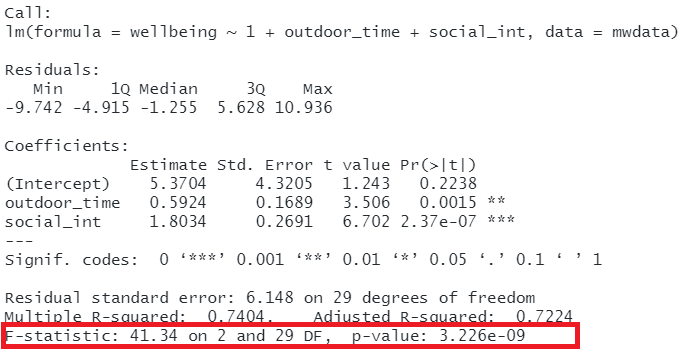 Call:
lm(formula = wellbeing ~ 1 + outdoor_time + social_int, data = mwdata)
Residuals:
Min 1Q Median 3Q Max
-9.742 -4.915 -1.255 5.628 10.936
Coefficients:
Estimate Std. Error t value Pr(>|t|)
(Intercept) 5.3704 4.3205 1.243 0.2238
outdoor_time 0.5924 0.1689 3.506 0.0015 **
social_int 1.8034 0.2691 6.702 2.37e-07 ***
---
Signif. codes: 0 ‘***’ 0.001 ‘**’ 0.01 ‘*’ 0.05 ‘.’ 0.1 ‘ ’ 1
Residual standard error: 6.148 on 29 degrees of freedom
Multiple R-squared: 0.7404, Adjusted R-squared: 0.7224
F-statistic: 41.34 on 2 and 29 DF, p-value: 3.226e-09